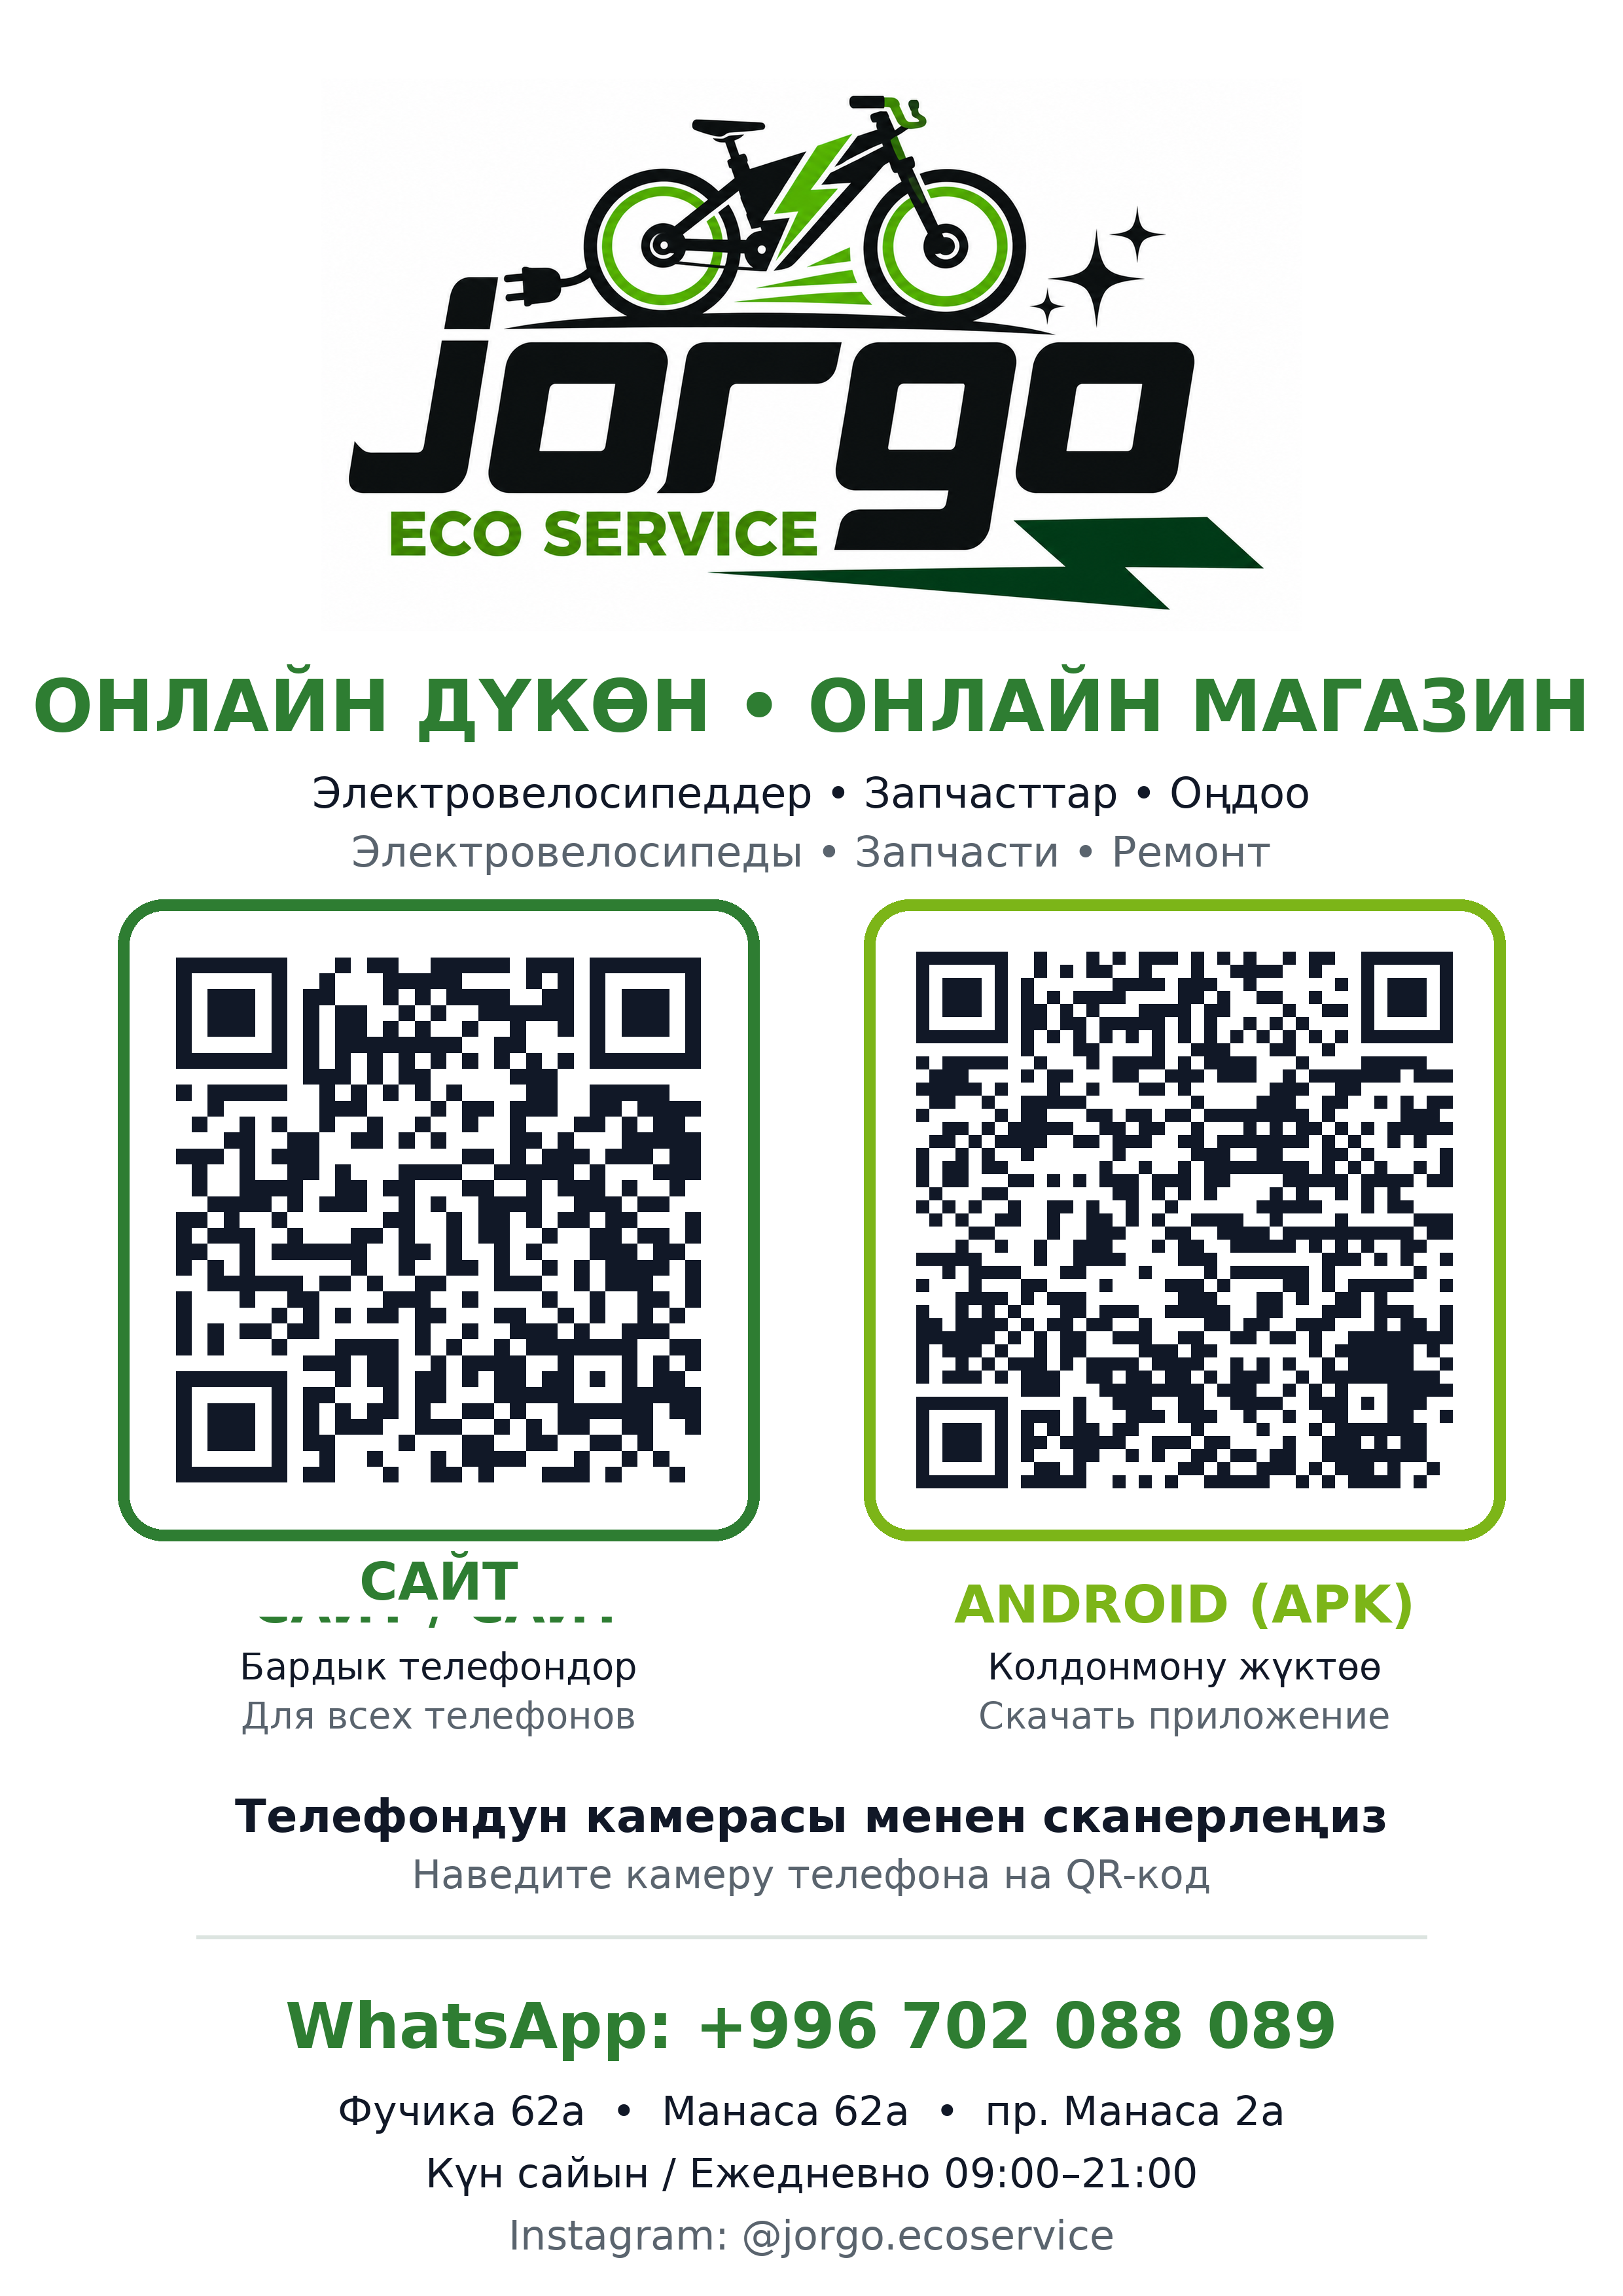 jorgo
ECO SERVICE
ОНЛАЙН ДҮКӨН • ОНЛАЙН МАГАЗИН
Электровелосипеддер • Запчасттар • Оңдоо
Электровелосипеды • Запчасти • Ремонт
САЙТ
ANDROID (APK)
Бардык телефондор
Для всех телефонов
Колдонмону жүктөө
Скачать приложение
Телефондун камерасы менен сканерлеңиз
Наведите камеру телефона на QR-код
WhatsApp: +996 702 088 089
Фучика 62а • Манаса 62а • пр. Манаса 2а
Күн сайын / Ежедневно 09:00–21:00
Instagram: @jorgo.ecoservice